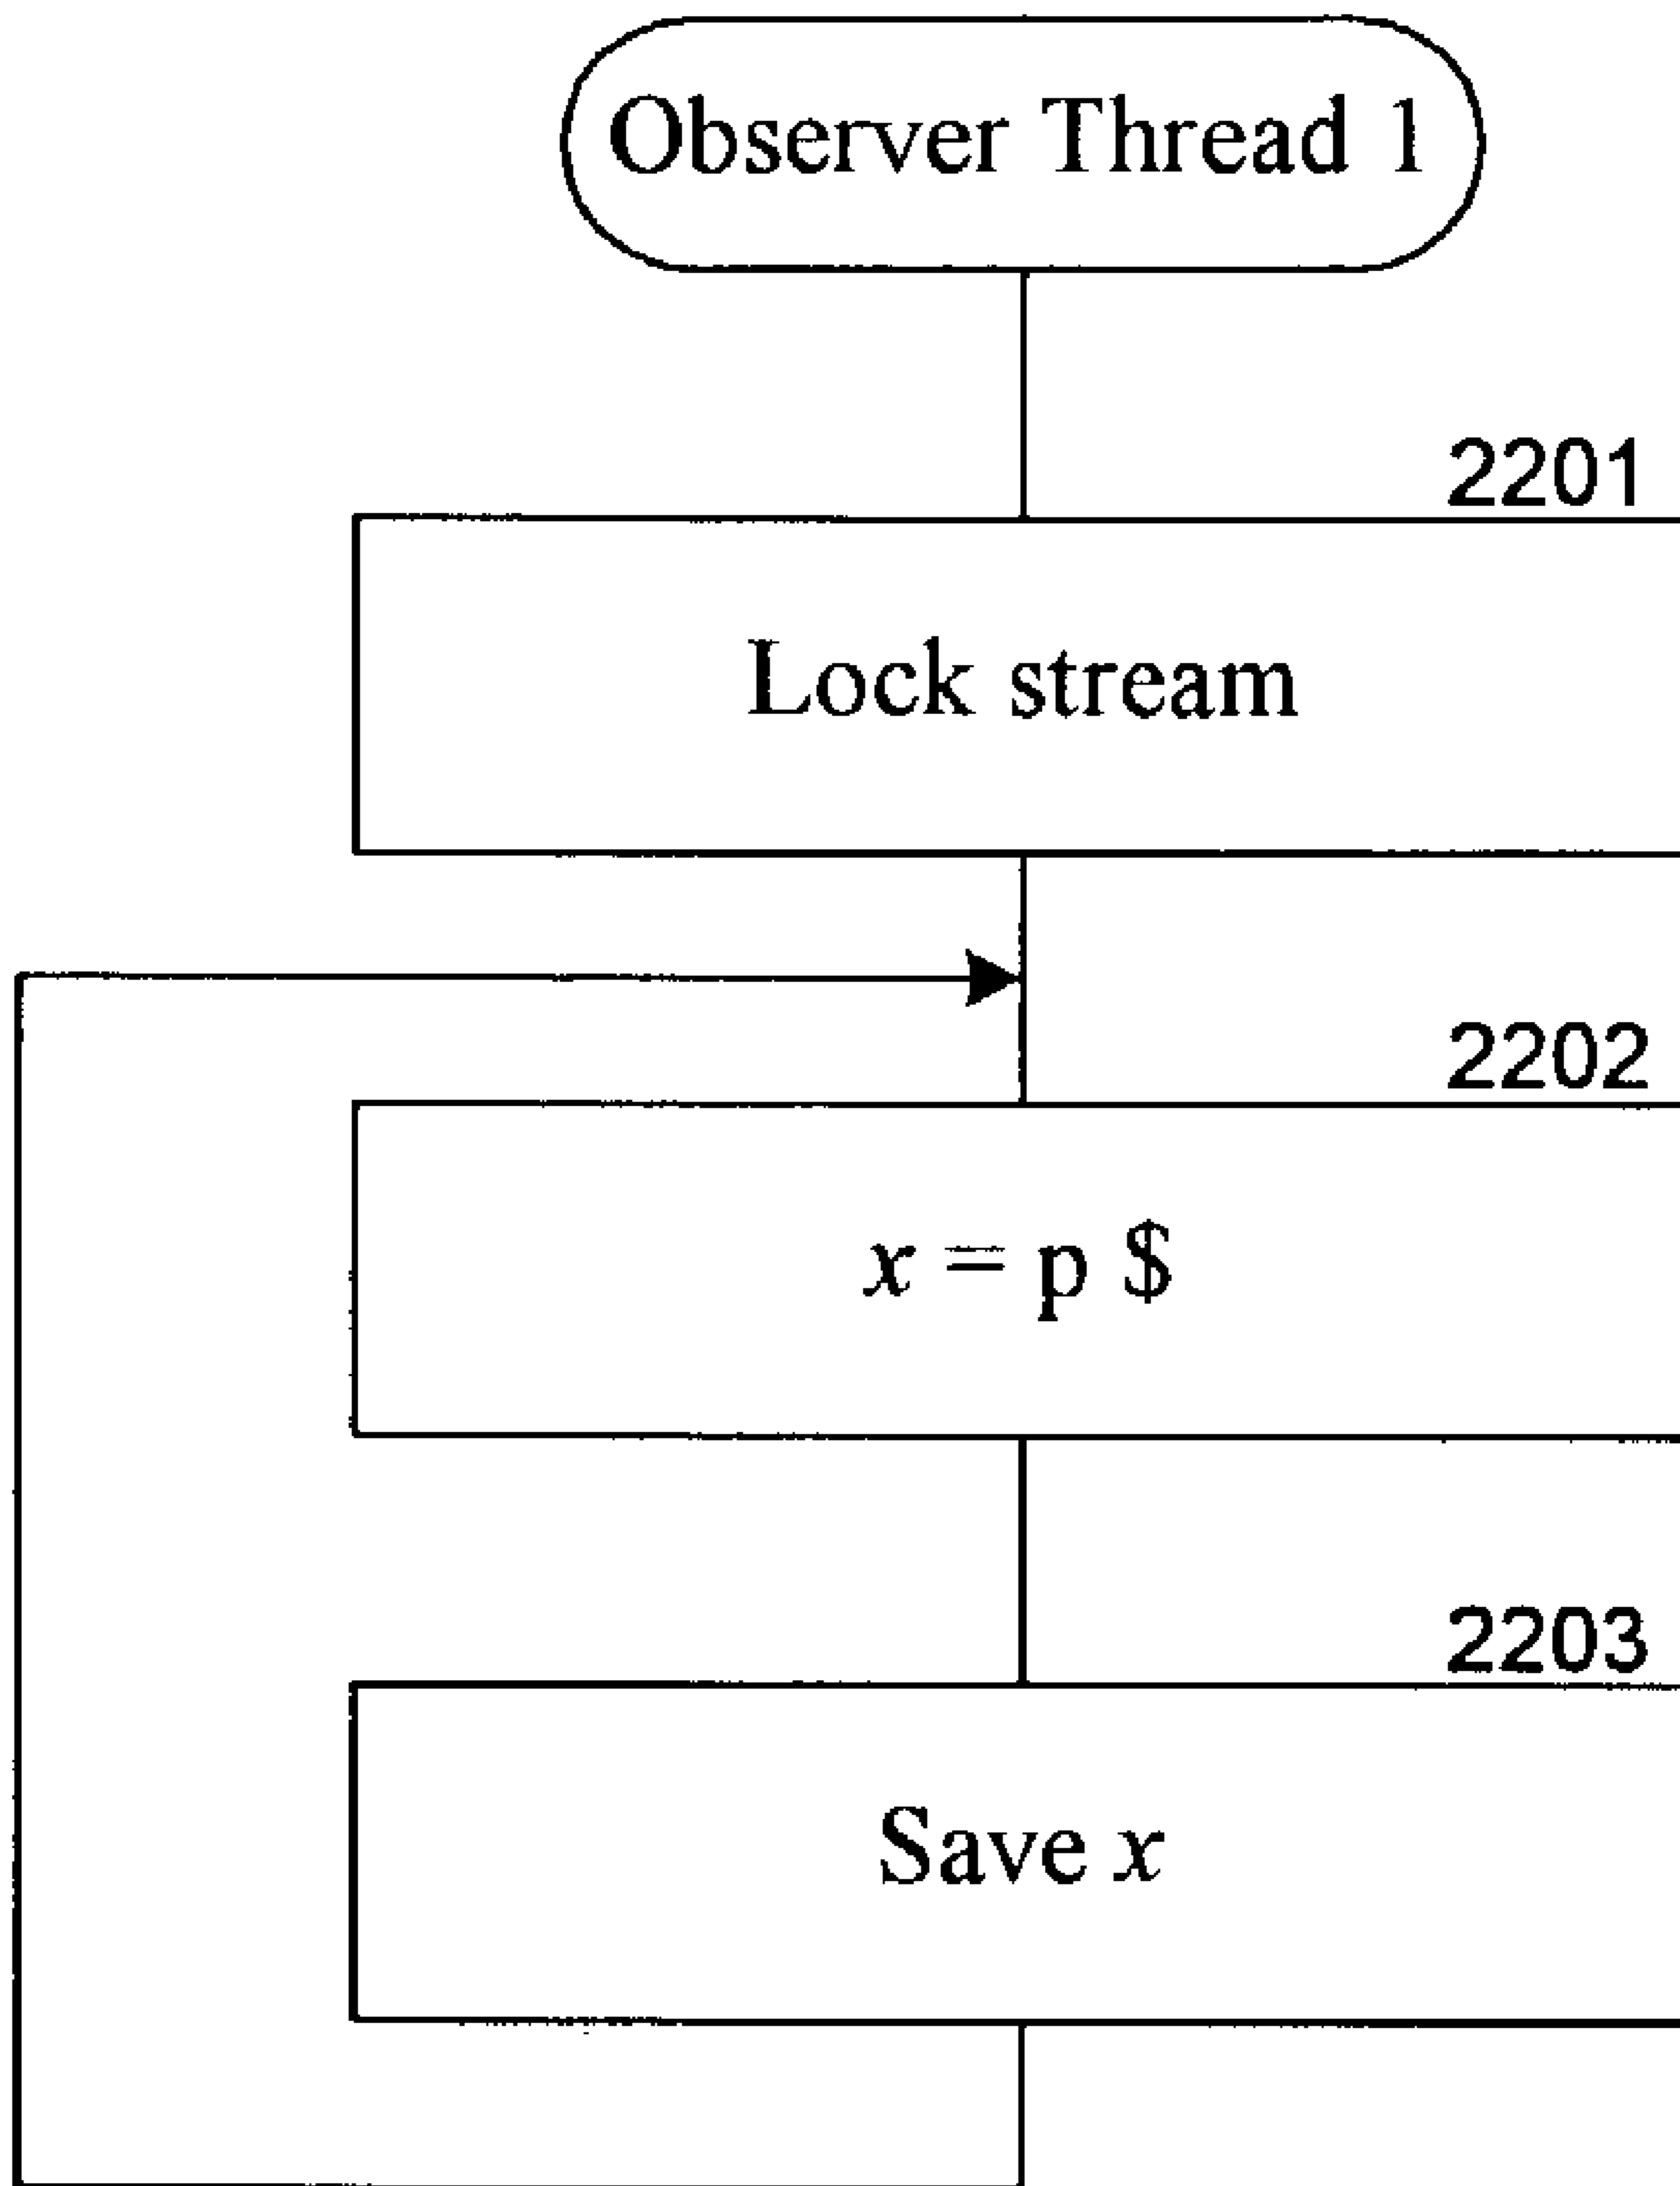 Observer Thread 1
2201
Lock stream
2202
x = p $
2203
Save x